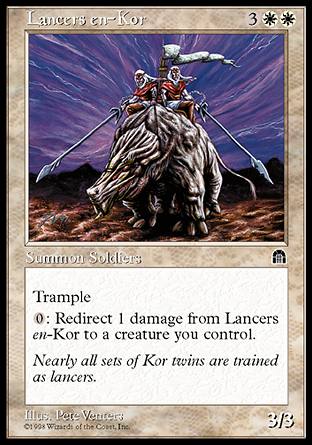 Lancers en-Kor 3
Summon Soldiers
Trample
0: Redirect 1 damage from Lancers
en-Kor to a creature you control.
Nearly all sets of Kor twins are trained
as lancers.
Illus. Pete Venters
©1998 Wizards of the Coast, Inc. 3/3